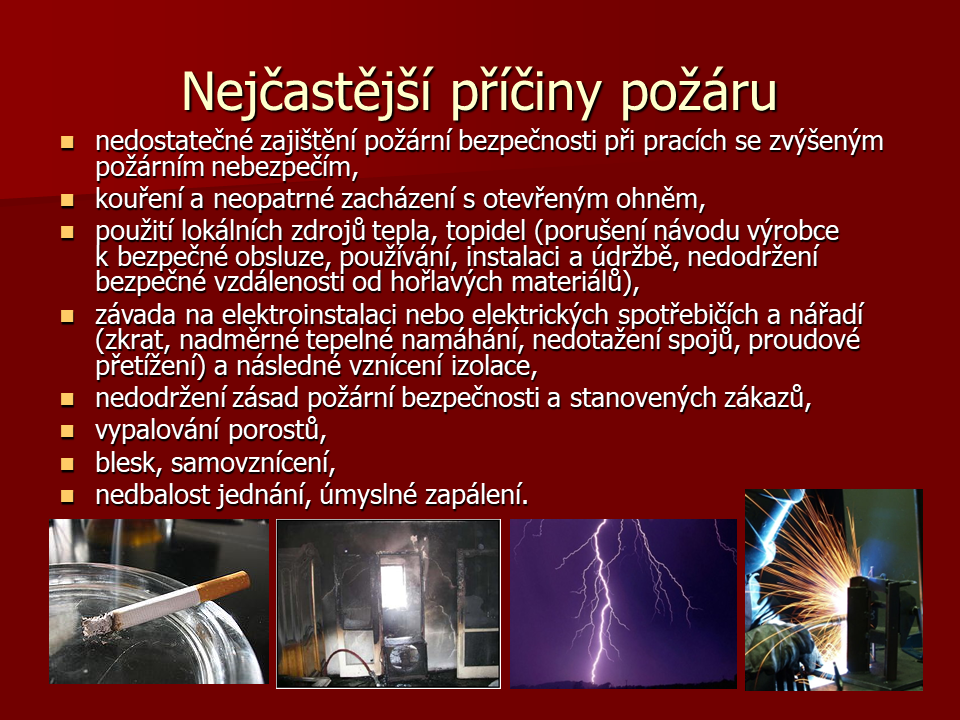 Nejčastější příčiny požáru
nedostatečné zajištění požární bezpečnosti při pracích se zvýšeným
požárním nebezpečím,
kouření a neopatrné zacházení s otevřeným ohněm,
použití lokálních zdrojů tepla, topidel (porušení návodu výrobce
k bezpečné obsluze, používání, instalaci a údržbě, nedodržení
bezpečné vzdálenosti od hořlavých materiálů),
závada na elektroinstalaci nebo elektrických spotřebičích a nářadí
(zkrat, nadměrné tepelné namáhání, nedotažení spojů, proudové
přetížení) a následné vznícení izolace,
nedodržení zásad požární bezpečnosti a stanovených zákazů,
vypalování porostů,
blesk, samovznícení,
nedbalost jednání, úmyslné zapálení.